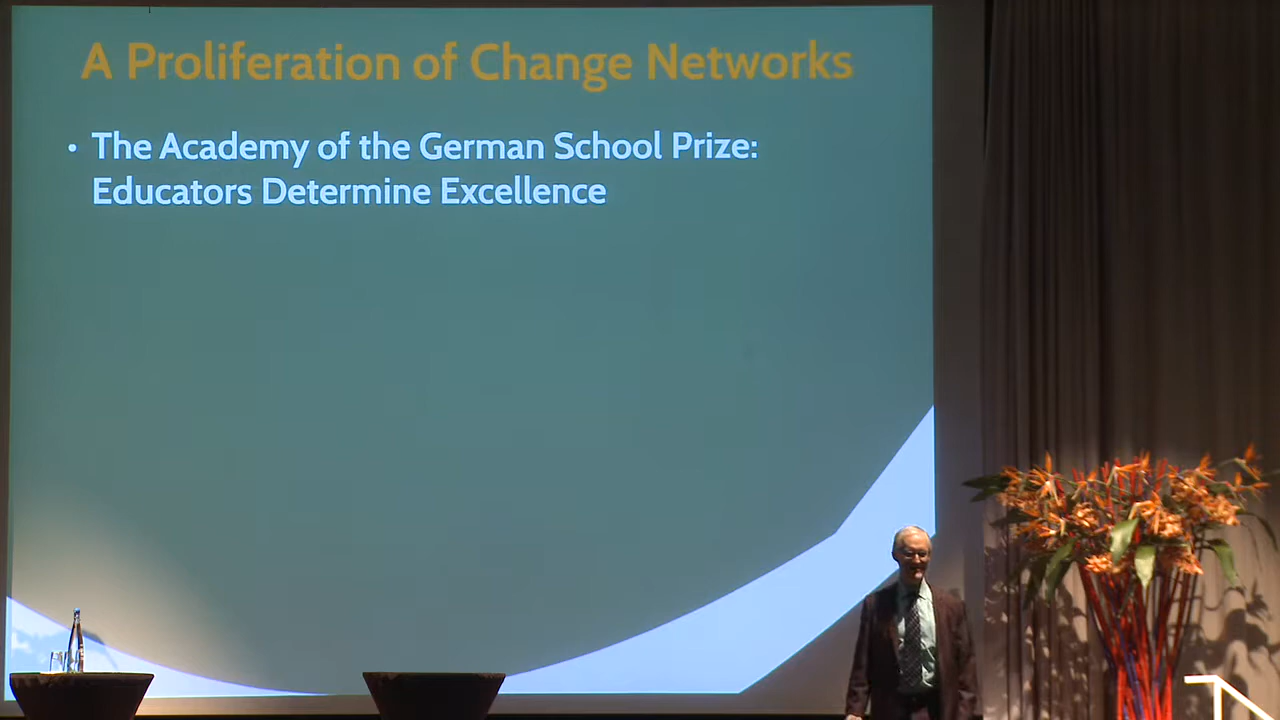 A Proliferation of Change Networks
• The Academy of the German School Prize:
Educators Determine Excellence